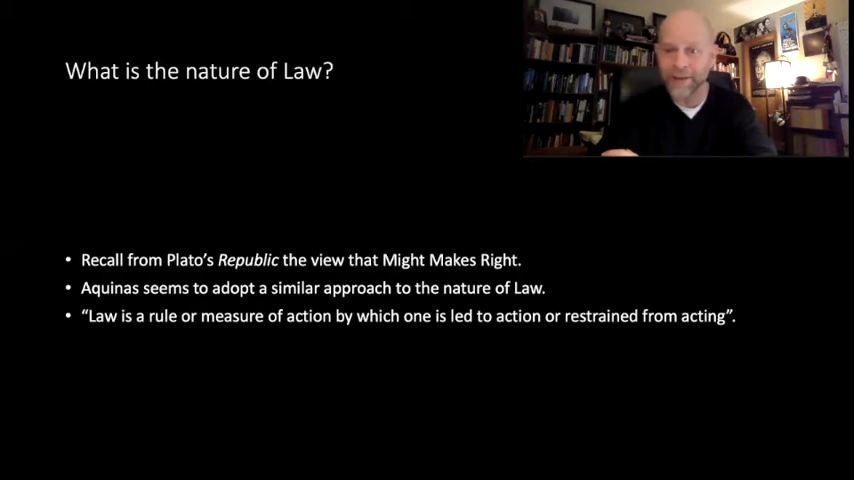 What is the nature of Law?
• Recall from Plato’s Republic the view that Might Makes Right.
• Aquinas seems to adopt a similar approach to the nature of Law.
• “Law is a rule or measure of action by which one is led to action or restrained from acting”.